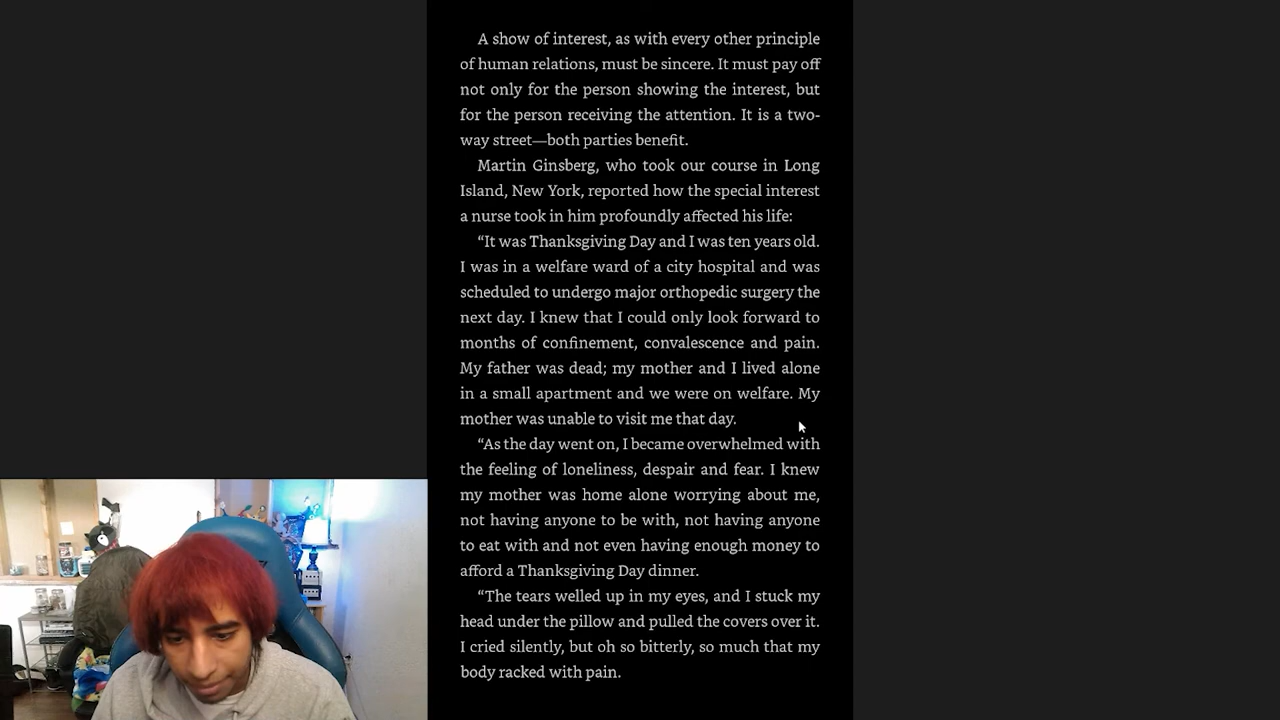 A show of interest, as with every other principle
of human relations, must be sincere. It must pay off
not only for the person showing the interest, but
for the person receiving the attention. It is a two-
way street—both parties benefit.
Martin Ginsberg, who took our course in Long
Island, New York, reported how the special interest
a nurse took in him profoundly affected his life:
“It was Thanksgiving Day and I was ten years old.
I was in a welfare ward of a city hospital and was
scheduled to undergo major orthopedic surgery the
next day. I knew that I could only look forward to
months of confinement, convalescence and pain.
My father was dead; my mother and I lived alone
in a small apartment and we were on welfare. My
mother was unable to visit me that day.
“As the day went on, I became overwhelmed with
the feeling of loneliness, despair and fear. I knew
my mother was home alone worrying about me,
not having anyone to be with, not having anyone
to eat with and not even having enough money to
afford a Thanksgiving Day dinner.
“The tears welled up in my eyes, and I stuck my
head under the pillow and pulled the covers over it.
I cried silently, but oh so bitterly, so much that my
body racked with pain.